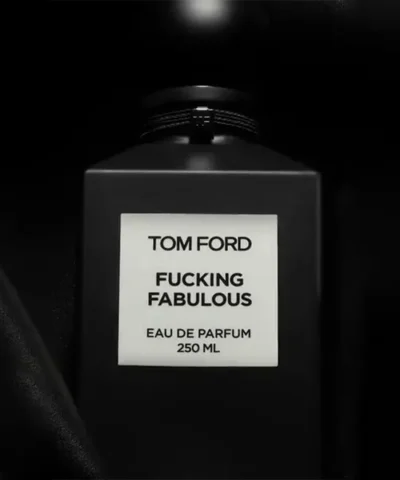 TOM FORD
FUCKING
FABULOUS
EAU DE PARFUM
250 ML